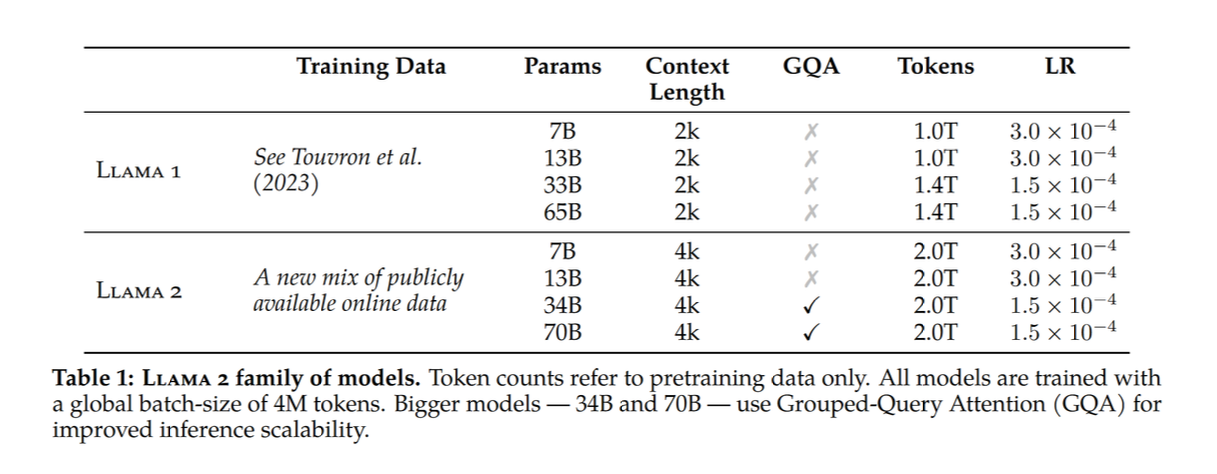 Training Data Params Context Length GQA Tokens LR
LLAMA 1 See Touvron et al. (2023)
7B 2k ✗ 1.0T 3.0 × 10⁻⁴
13B 2k ✗ 1.0T 3.0 × 10⁻⁴
33B 2k ✗ 1.4T 1.5 × 10⁻⁴
65B 2k ✗ 1.4T 1.5 × 10⁻⁴
LLAMA 2 A new mix of publicly available online data
7B 4k ✗ 2.0T 3.0 × 10⁻⁴
13B 4k ✗ 2.0T 3.0 × 10⁻⁴
34B 4k ✓ 2.0T 1.5 × 10⁻⁴
70B 4k ✓ 2.0T 1.5 × 10⁻⁴
Table 1: LLAMA 2 family of models. Token counts refer to pretraining data only. All models are trained with
a global batch-size of 4M tokens. Bigger models — 34B and 70B — use Grouped-Query Attention (GQA) for
improved inference scalability.